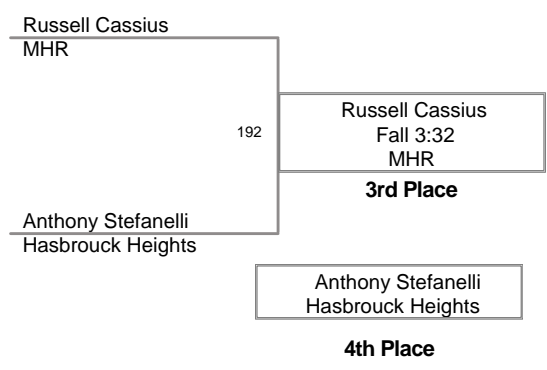 Russell Cassius
MHR
192
Russell Cassius
Fall 3:32
MHR
3rd Place
Anthony Stefanelli
Hasbrouck Heights
Anthony Stefanelli
Hasbrouck Heights
4th Place